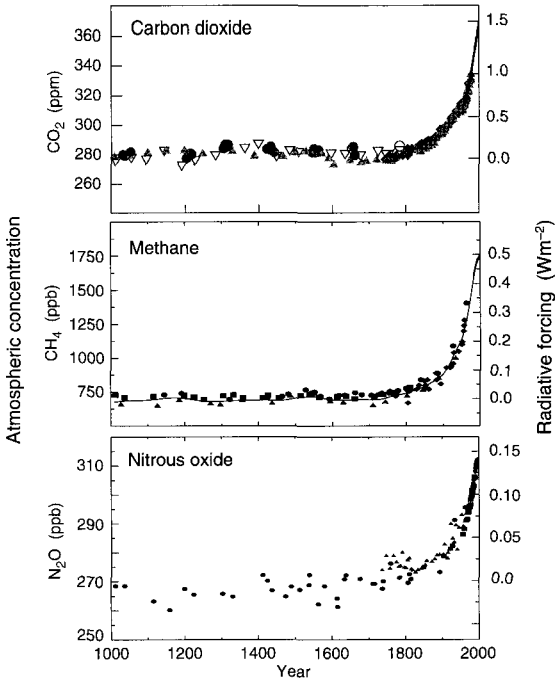 Carbon dioxide
360
340
320
300
280
260
CO2 (ppm)
1.5
1.0
0.5
0.0
Methane
1750
1500
1250
1000
750
CH4 (ppb)
0.5
0.4
0.3
0.2
0.1
0.0
Atmospheric concentration
Radiative forcing (Wm−2)
Nitrous oxide
310
290
270
250
N2O (ppb)
0.15
0.10
0.05
0.0
1000 1200 1400 1600 1800 2000
Year